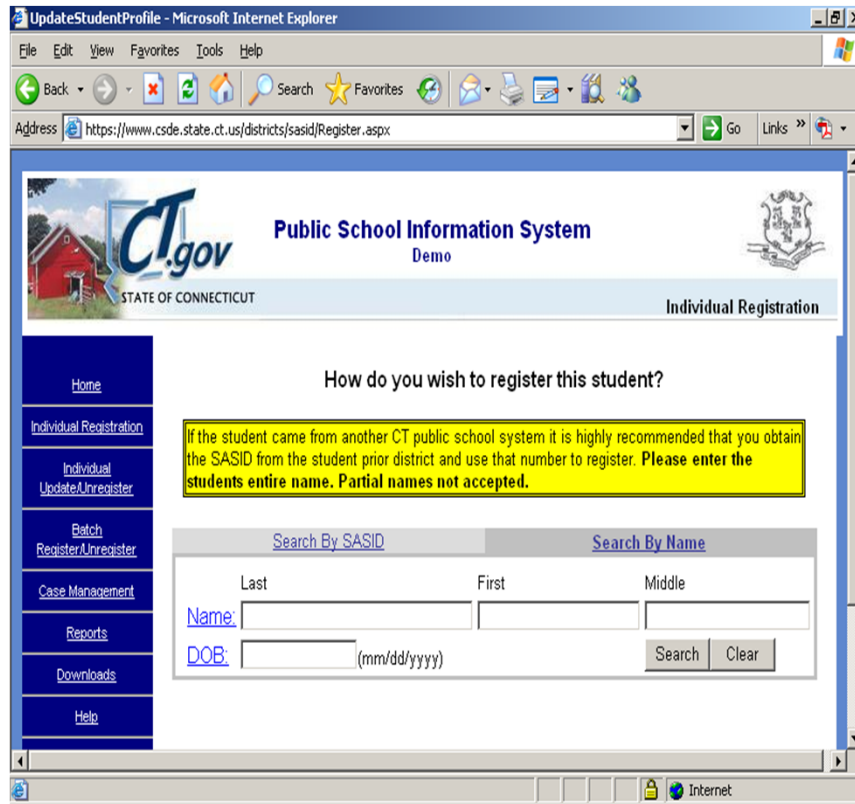 UpdateStudentProfile - Microsoft Internet Explorer
File Edit View Favorites Tools Help
Back Search Favorites
Address https://www.csde.state.ct.us/districts/sasid/Register.aspx Go Links »
CT.gov
STATE OF CONNECTICUT
Public School Information System
Demo
Individual Registration
Home
Individual Registration
Individual
Update/Unregister
Batch
Register/Unregister
Case Management
Reports
Downloads
Help
How do you wish to register this student?
If the student came from another CT public school system it is highly recommended that you obtain
the SASID from the student prior district and use that number to register. Please enter the
students entire name. Partial names not accepted.
Search By SASID Search By Name
Last First Middle
Name:
DOB: (mm/dd/yyyy) Search Clear
Internet